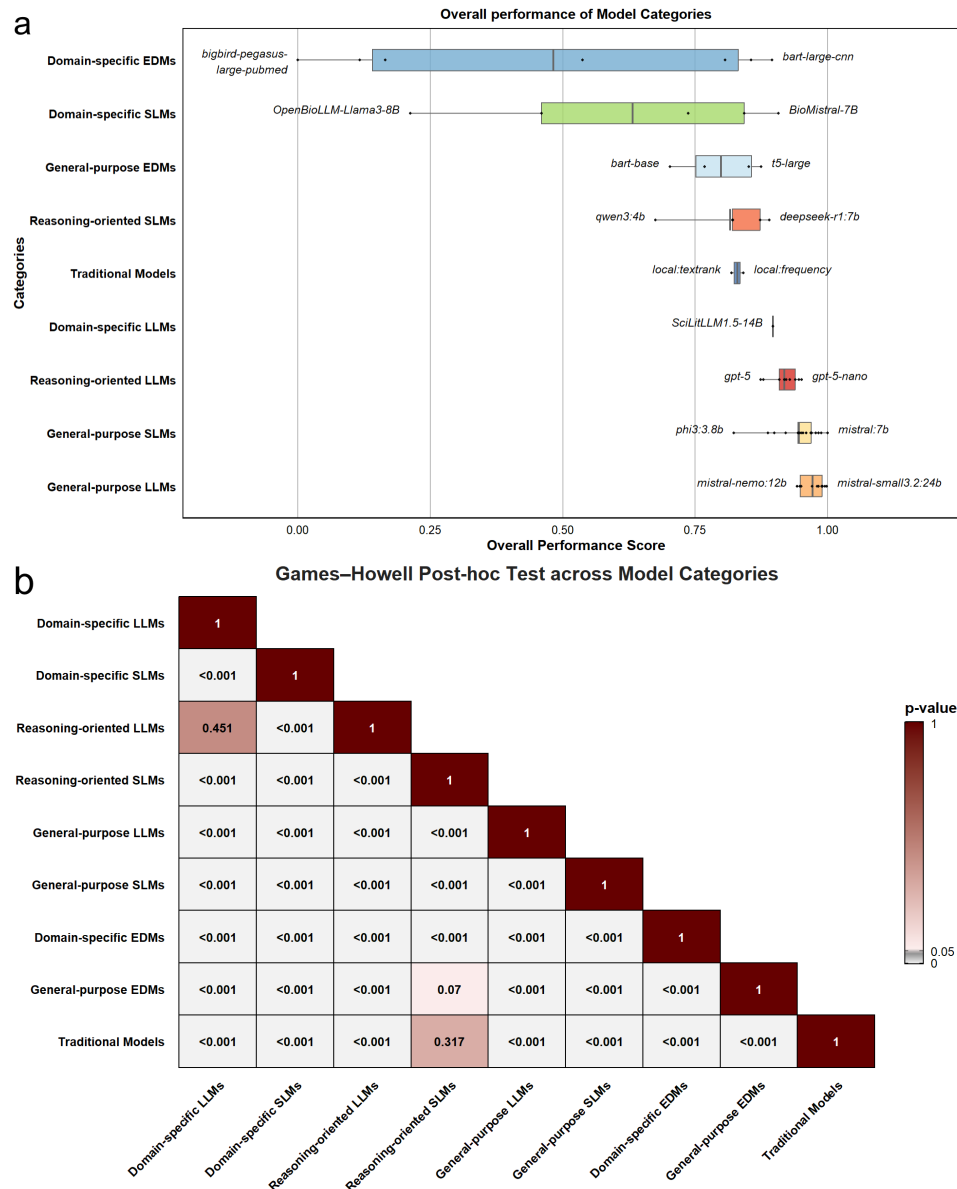 a
Overall performance of Model Categories
Categories
Domain-specific EDMs
bigbird-pegasus-
large-pubmed
bart-large-cnn
Domain-specific SLMs
OpenBioLLM-Llama3-8B
BioMistral-7B
General-purpose EDMs
bart-base
t5-large
Reasoning-oriented SLMs
qwen3:4b
deepseek-r1:7b
Traditional Models
local:textrank
local:frequency
Domain-specific LLMs
SciLitLLM1.5-14B
Reasoning-oriented LLMs
gpt-5
gpt-5-nano
General-purpose SLMs
phi3:3.8b
mistral:7b
General-purpose LLMs
mistral-nemo:12b
mistral-small3.2:24b
0.00 0.25 0.50 0.75 1.00
Overall Performance Score
b
Games–Howell Post-hoc Test across Model Categories
Domain-specific LLMs 1
Domain-specific SLMs <0.001 1
Reasoning-oriented LLMs 0.451 <0.001 1
Reasoning-oriented SLMs <0.001 <0.001 <0.001 1
General-purpose LLMs <0.001 <0.001 <0.001 <0.001 1
General-purpose SLMs <0.001 <0.001 <0.001 <0.001 <0.001 1
Domain-specific EDMs <0.001 <0.001 <0.001 <0.001 <0.001 <0.001 1
General-purpose EDMs <0.001 <0.001 <0.001 0.07 <0.001 <0.001 <0.001 1
Traditional Models <0.001 <0.001 <0.001 0.317 <0.001 <0.001 <0.001 <0.001 1
Domain-specific LLMs
Domain-specific SLMs
Reasoning-oriented LLMs
Reasoning-oriented SLMs
General-purpose LLMs
General-purpose SLMs
Domain-specific EDMs
General-purpose EDMs
Traditional Models
p-value
1
0.05
0